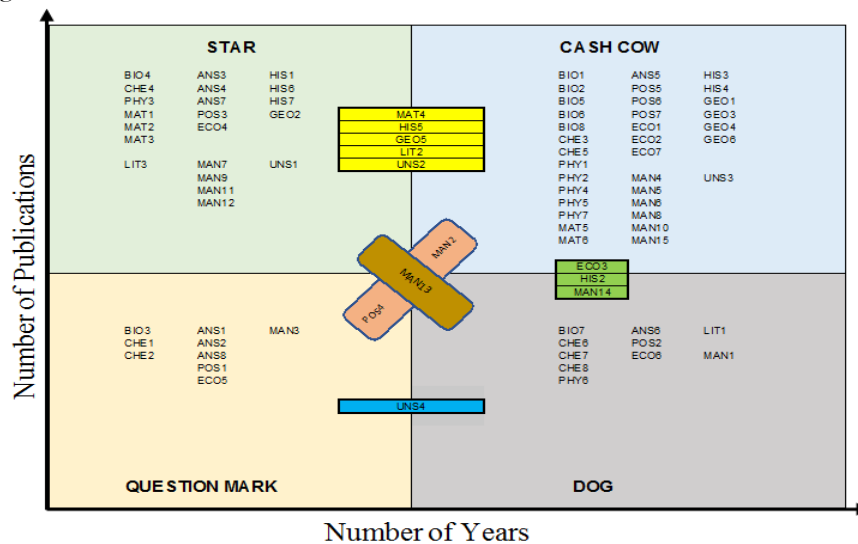 STAR
BIO4 ANS3 HIS1
CHE4 ANS4 HIS6
PHY3 ANS7 HIS7
MAT1 POS3 GEO2
MAT2 ECO4
MAT3
LIT3 MAN7 UNS1
MAN9
MAN11
MAN12
CASH COW
BIO1 ANS5 HIS3
BIO2 POS5 HIS4
BIO5 POS6 GEO1
BIO6 POS7 GEO3
BIO8 ECO1 GEO4
CHE3 ECO2 GEO6
CHE5 ECO7
PHY1
PHY2 MAN4 UNS3
PHY4 MAN5
PHY5 MAN6
PHY7 MAN8
MAT5 MAN10
MAT6 MAN15
MAT4
HIS5
GEO5
LIT2
UNS2
MAN2
MAN13
POS4
ECO3
HIS2
MAN14
BIO3 ANS1 MAN3
CHE1 ANS2
CHE2 ANS8
POS1
ECO5
QUESTION MARK
BIO7 ANS6 LIT1
CHE6 POS2
CHE7 ECO6 MAN1
CHE8
PHY6
DOG
UNS4
Number of Publications
Number of Years